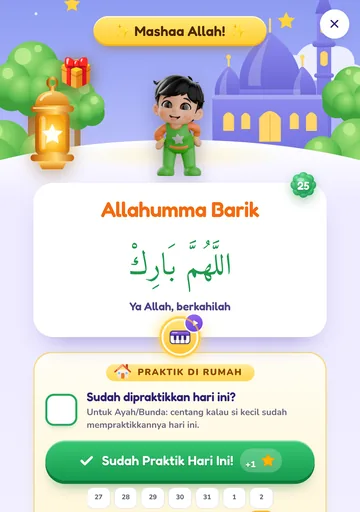 Mashaa Allah!
25
Allahumma Barik
اللَّهُمَّ بَارِكْ
Ya Allah, berkahilah
PRAKTIK DI RUMAH
Sudah dipraktikkan hari ini?
Untuk Ayah/Bunda: centang kalau si kecil sudah
mempraktikkannya hari ini.
Sudah Praktik Hari Ini! +1
27 28 29 30 31 1 2